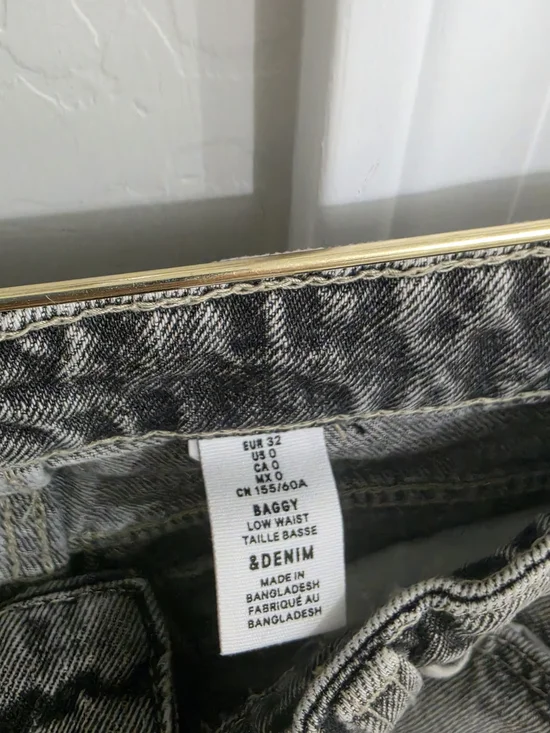 EUR 32
US 0
CA 0
MX 0
CN 155/60A
BAGGY
LOW WAIST
TAILLE BASSE
&DENIM
MADE IN
BANGLADESH
FABRIQUÉ AU
BANGLADESH